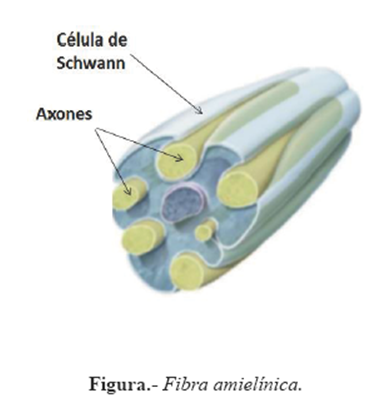 Célula de
Schwann
Axones
Figura.- Fibra amielínica.